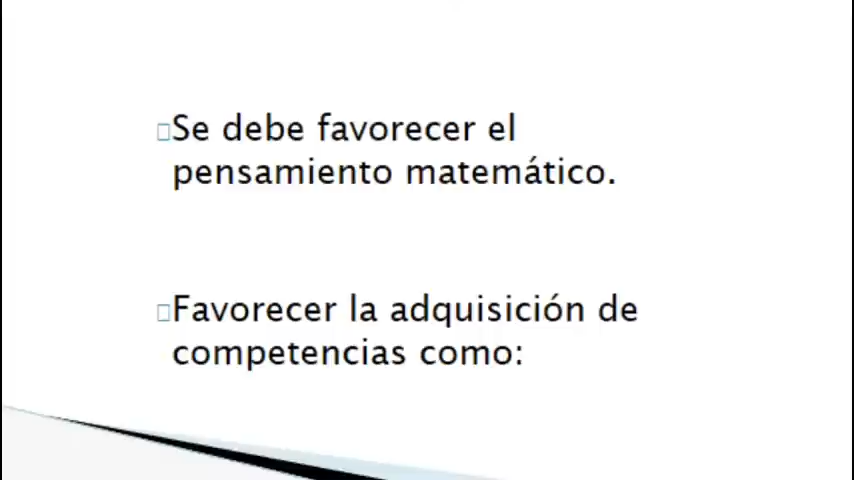 Se debe favorecer el
pensamiento matemático.
Favorecer la adquisición de
competencias como: